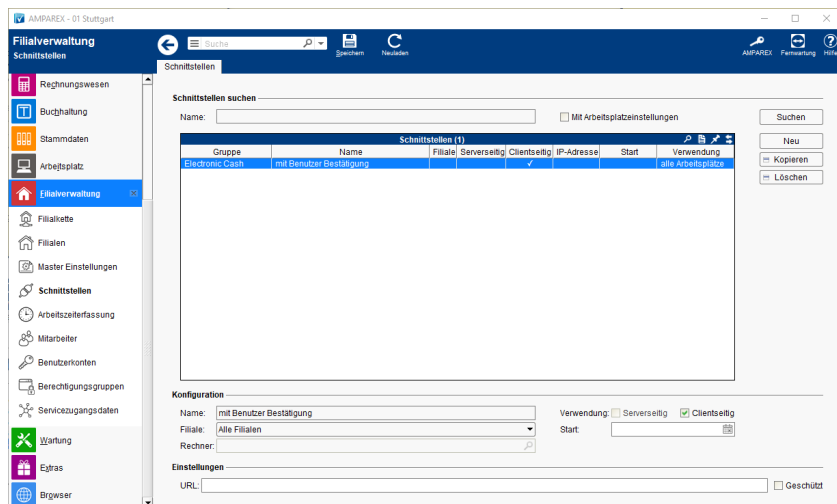 AMPAREX - 01 Stuttgart
Filialverwaltung
Schnittstellen
Suche
Speichern
Neuladen
AMPAREX
Fernwartung
Hilfe
Schnittstellen
Rechnungswesen
Buchhaltung
Stammdaten
Arbeitsplatz
Filialverwaltung
Filialkette
Filialen
Master Einstellungen
Schnittstellen
Arbeitszeiterfassung
Mitarbeiter
Benutzerkonten
Berechtigungsgruppen
Servicezugangsdaten
Wartung
Extras
Browser
Schnittstellen suchen
Name: Mit Arbeitsplatzeinstellungen Suchen
Schnittstellen (1) Neu
Gruppe Name Filiale Serverseitig Clientseitig IP-Adresse Start Verwendung
Electronic Cash mit Benutzer Bestätigung ✓ alle Arbeitsplätze
Kopieren
Löschen
Konfiguration
Name: mit Benutzer Bestätigung Verwendung: Serverseitig Clientseitig
Filiale: Alle Filialen Start:
Rechner:
Einstellungen
URL: Geschützt